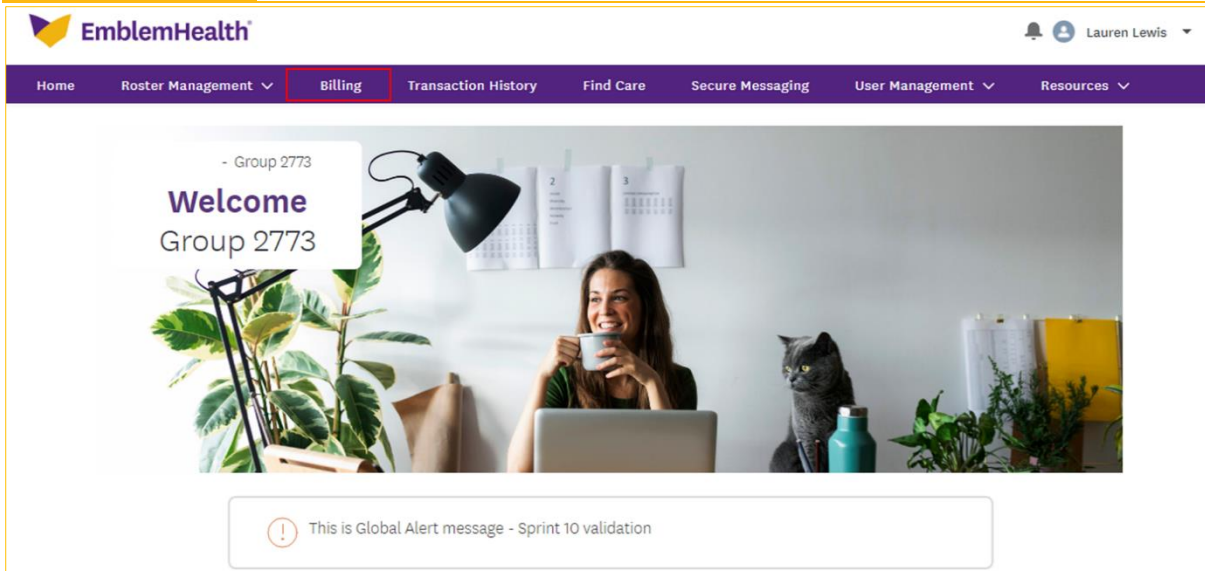 EmblemHealth
Lauren Lewis
Home Roster Management Billing Transaction History Find Care Secure Messaging User Management Resources
- Group 2773
Welcome
Group 2773
2
3
This is Global Alert message - Sprint 10 validation